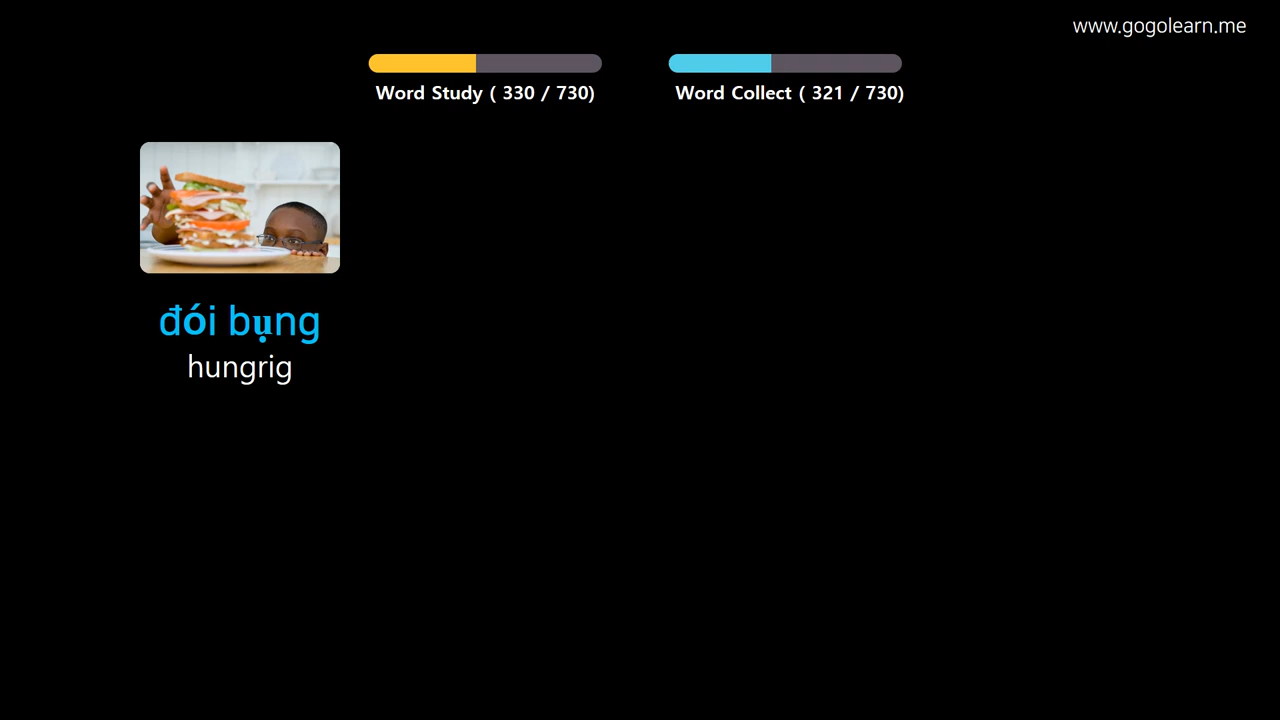 www.gogolearn.me
Word Study ( 330 / 730)
Word Collect ( 321 / 730)
đói bụng
hungrig